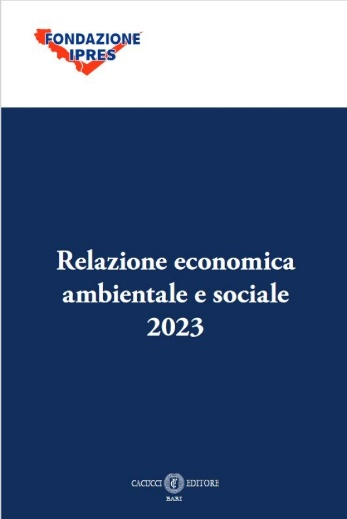 FONDAZIONE
IPRES
Relazione economica
ambientale e sociale
2023
CACUCCI EDITORE
BARI